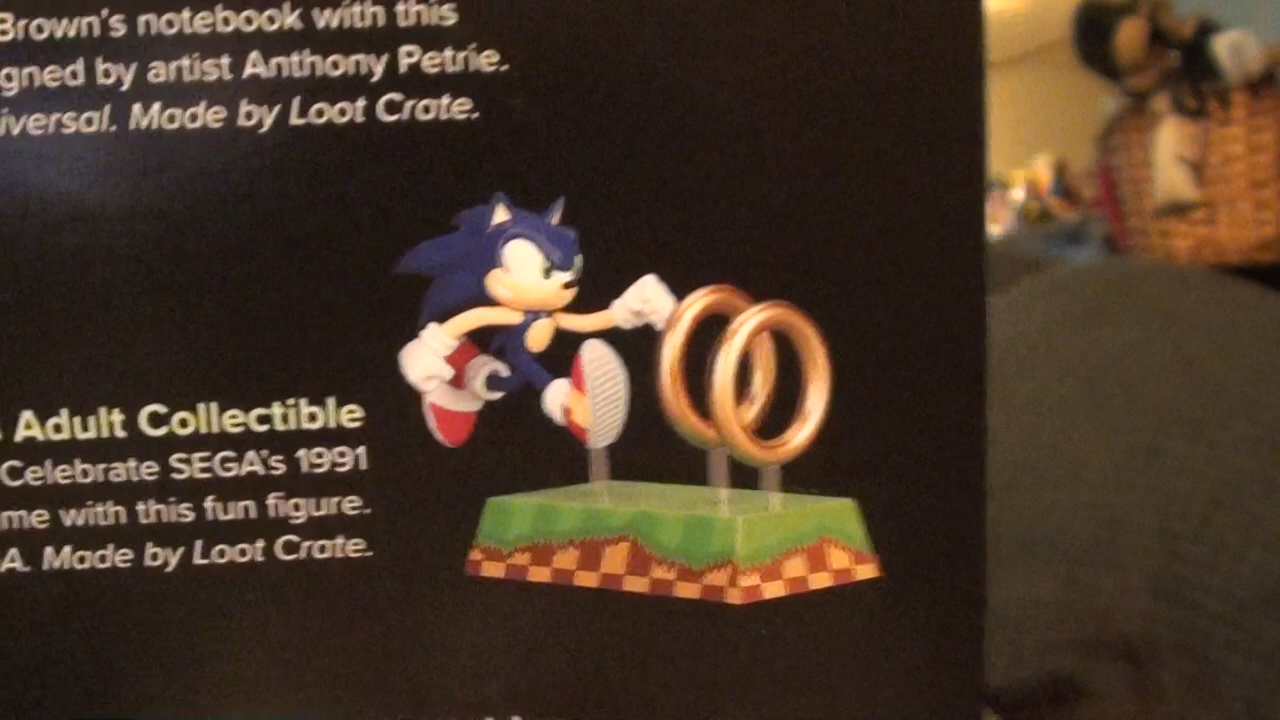 Brown's notebook with this
gned by artist Anthony Petrie.
iversal. Made by Loot Crate.
s Adult Collectible
Celebrate SEGA's 1991
me with this fun figure.
A. Made by Loot Crate.